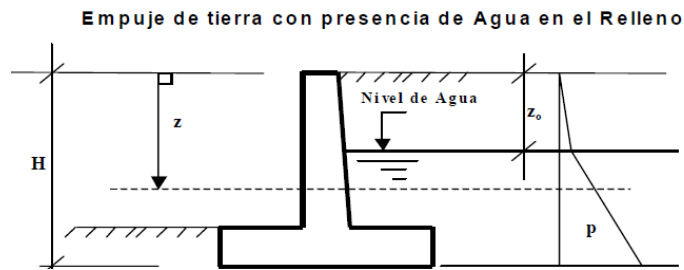 Empuje de tierra con presencia de Agua en el Relleno
Nivel de Agua
z
zo
H
p